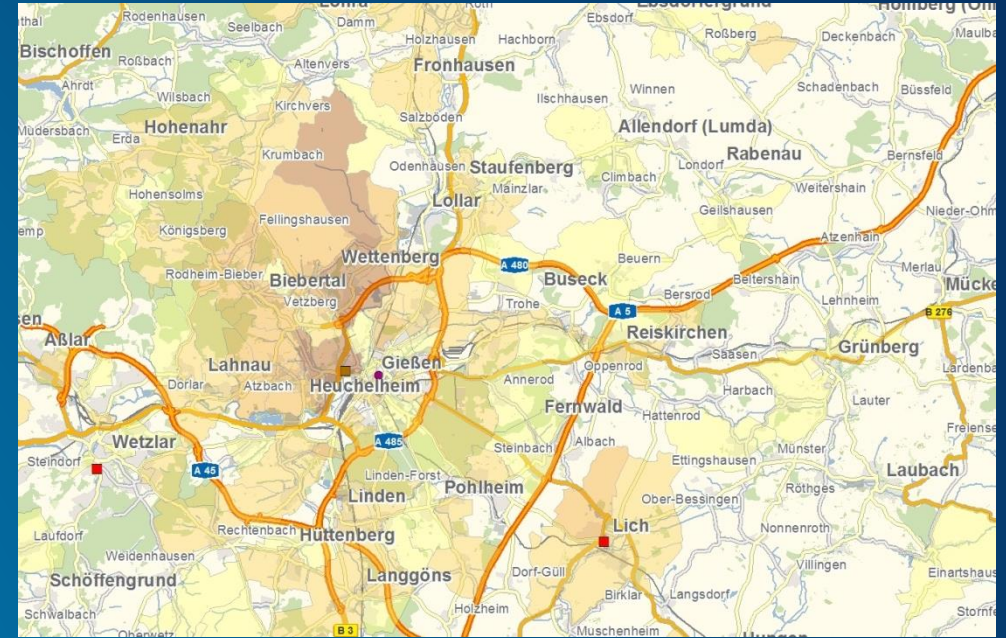 Rodenhausen
Seelbach
Damm
Ebsdorf
Roßberg
Deckenbach
Bischoffen
Roßbach
Holzhausen
Hachborn
Altenvers
Fronhausen
Ahrdt
Wilsbach
Kirchvers
Ilschhausen
Winnen
Schadenbach
Büssfeld
Salzböden
Hohenahr
Erda
Allendorf (Lumda)
Krumbach
Odenhausen
Staufenberg
Londorf
Rabenau
Bernsfeld
Hohensolms
Mainzlar
Climbach
Weitershain
Lollar
Fellingshausen
Geilshausen
Königsberg
Atzenhain
Wettenberg
Beuern
Rodheim-Bieber
Biebertal
A 480
Buseck
Beltershain
Merlau
Vetzberg
Trohe
Bersrod
Lehnheim
A 5
B 276
Aßlar
Reiskirchen
Grünberg
Lahnau
Gießen
Saasen
Dorlar
Atzbach
Heuchelheim
Annerod
Oppenrod
Harbach
Lauter
Fernwald
Hattenrod
Wetzlar
A 485
Steinbach
Albach
Münster
Steindorf
A 45
Linden-Forst
Ettingshausen
Laubach
Linden
Pohlheim
Ober-Bessingen
Röthges
Rechtenbach
Hüttenberg
Lich
Nonnenroth
Laufdorf
Weidenhausen
Villingen
Schöffengrund
Langgöns
Dorf-Güll
Birklar
Langsdorf
Schwalbach
Holzheim
B 3
Muschenheim